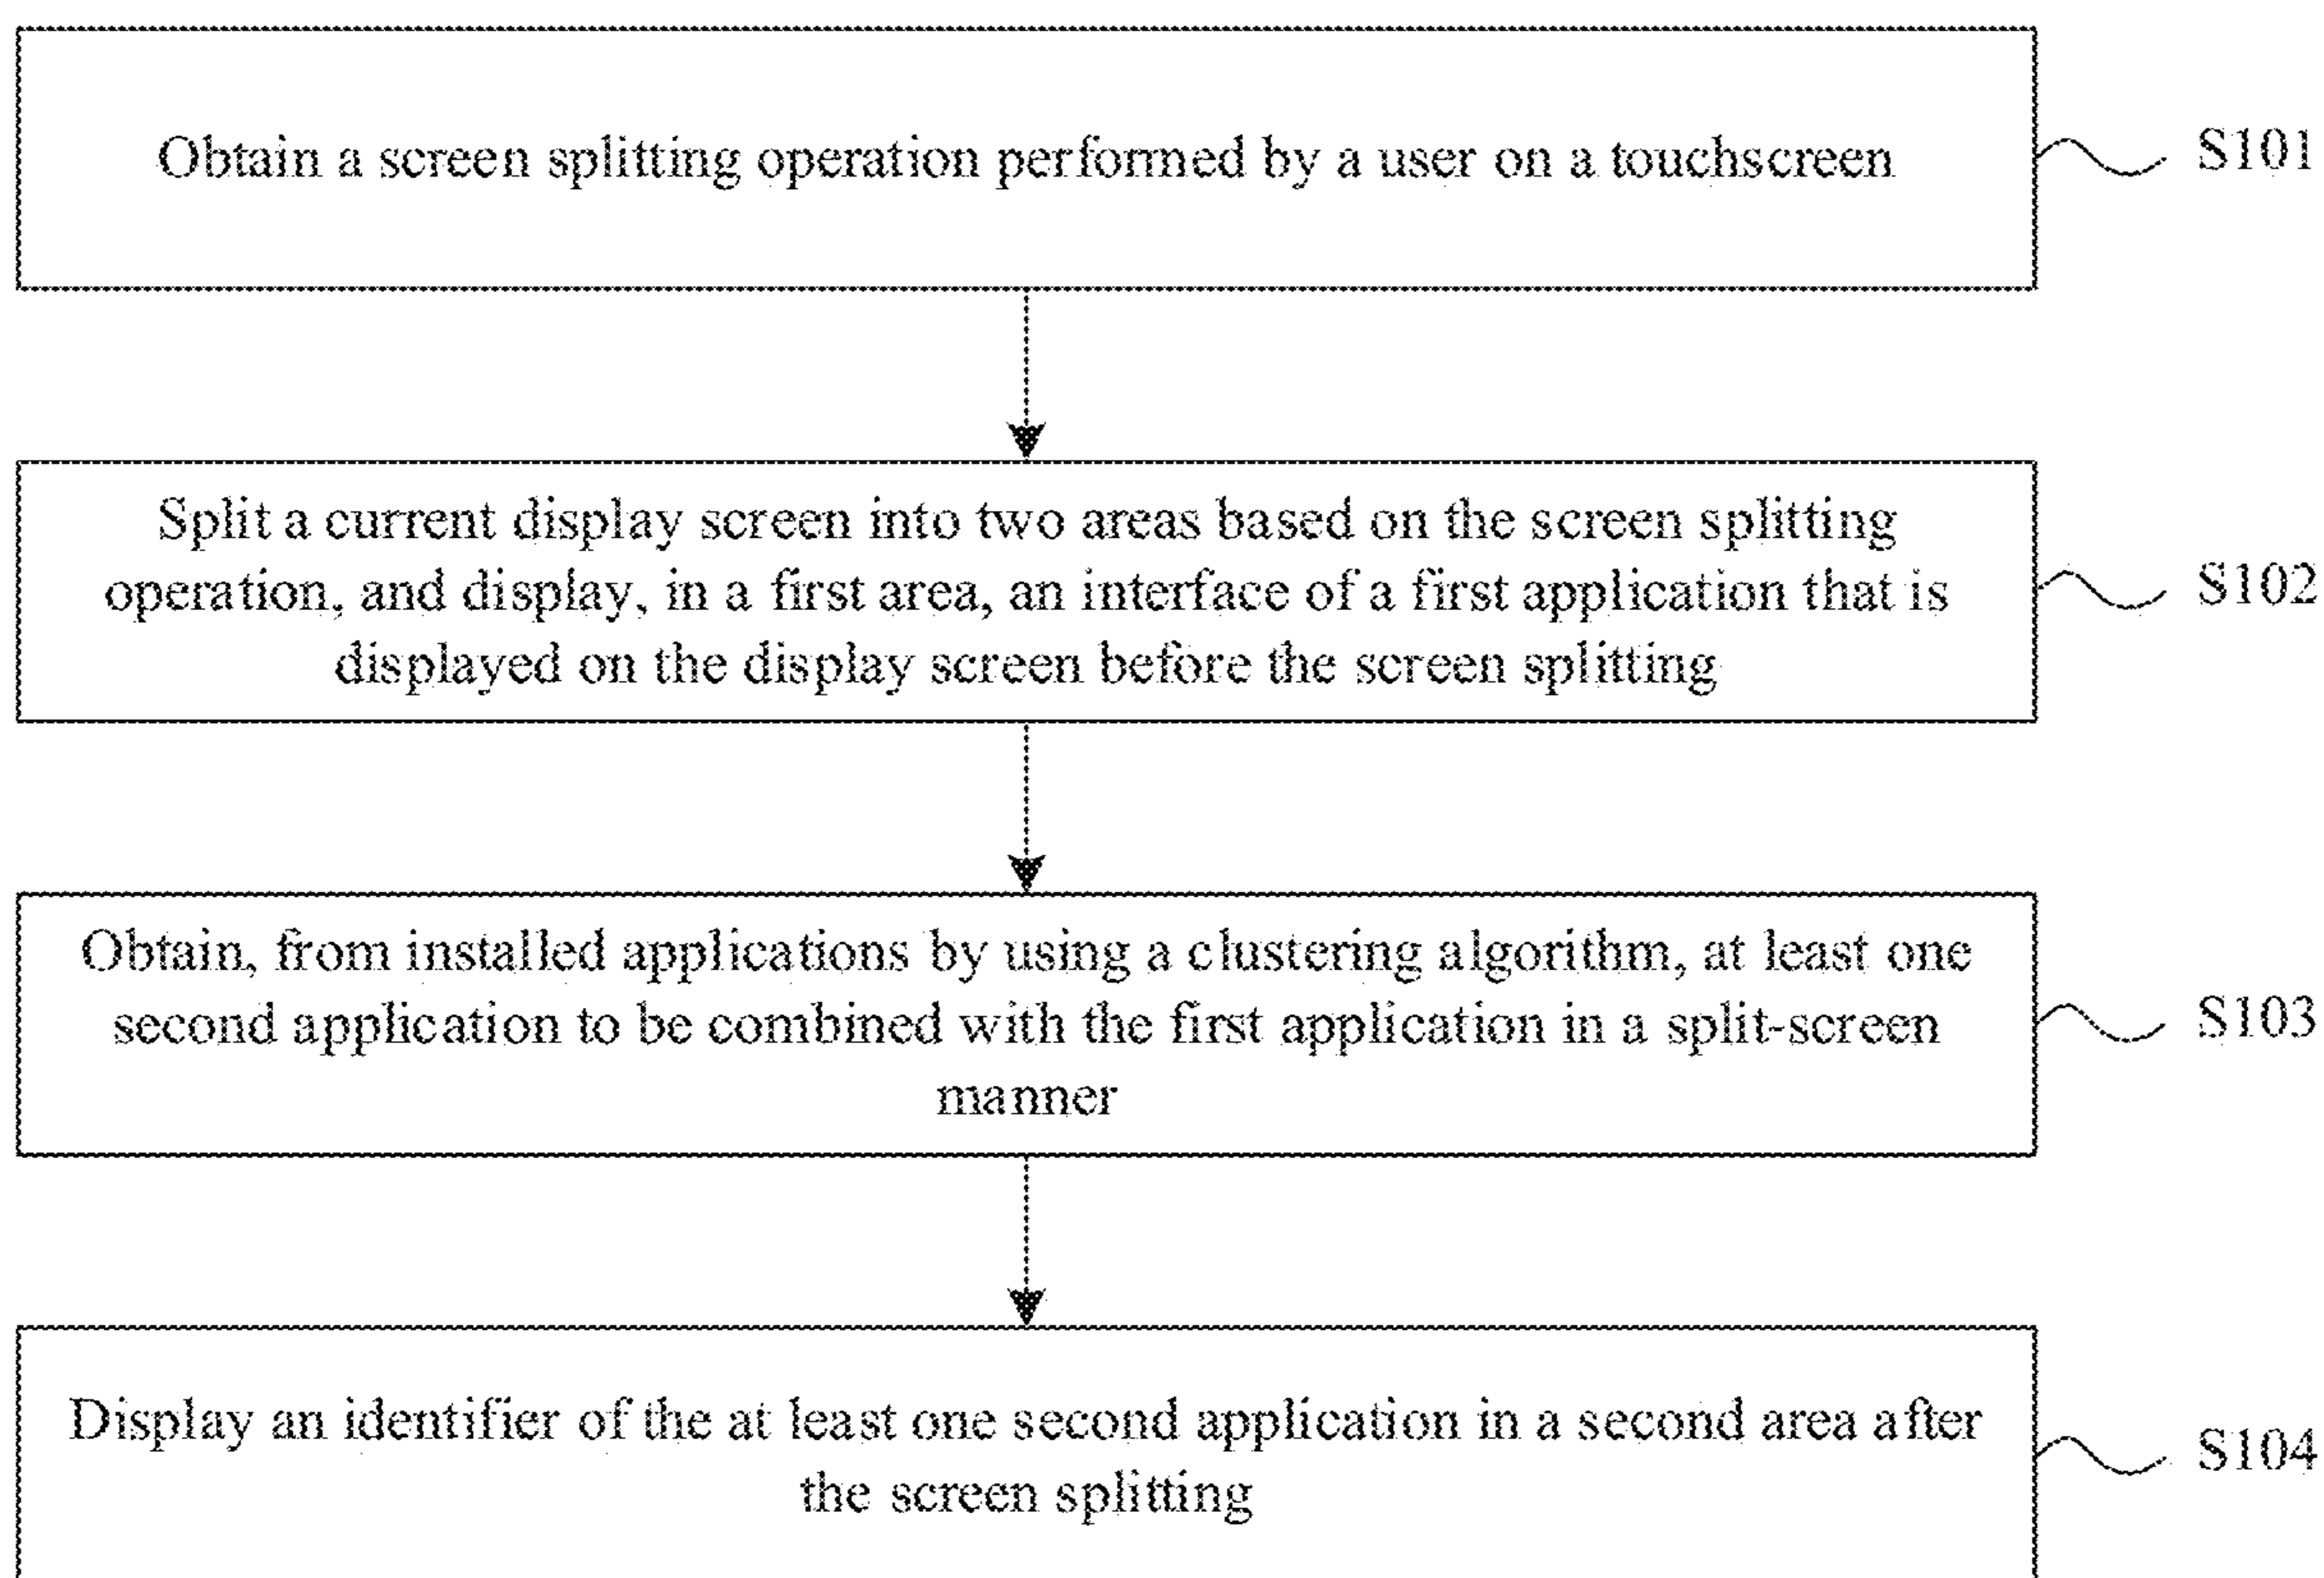 Obtain a screen splitting operation performed by a user on a touchscreen
S101
Split a current display screen into two areas based on the screen splitting
operation, and display, in a first area, an interface of a first application that is
displayed on the display screen before the screen splitting
S102
Obtain, from installed applications by using a clustering algorithm, at least one
second application to be combined with the first application in a split-screen
manner
S103
Display an identifier of the at least one second application in a second area after
the screen splitting
S104